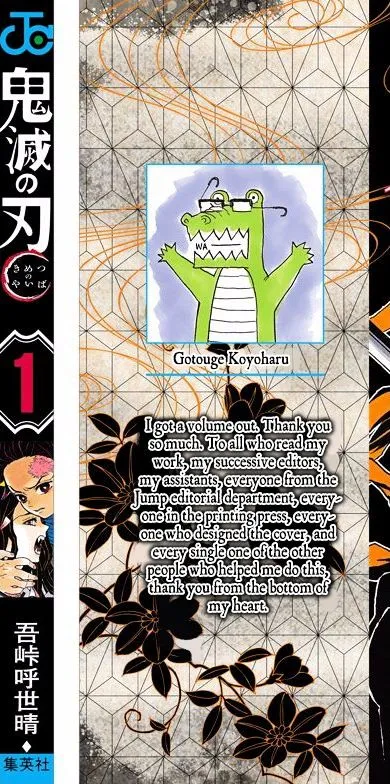 JC
鬼滅の刃
きめつ
の
やいば
1
吾峠呼世晴
集英社
WA
Gotouge Koyoharu
I got a volume out. Thank you
so much. To all who read my
work, my successive editors,
my assistants, everyone from the
Jump editorial department, every-
one in the printing press, every-
one who designed the cover, and
every single one of the other
people who helped me do this,
thank you from the bottom of
my heart.